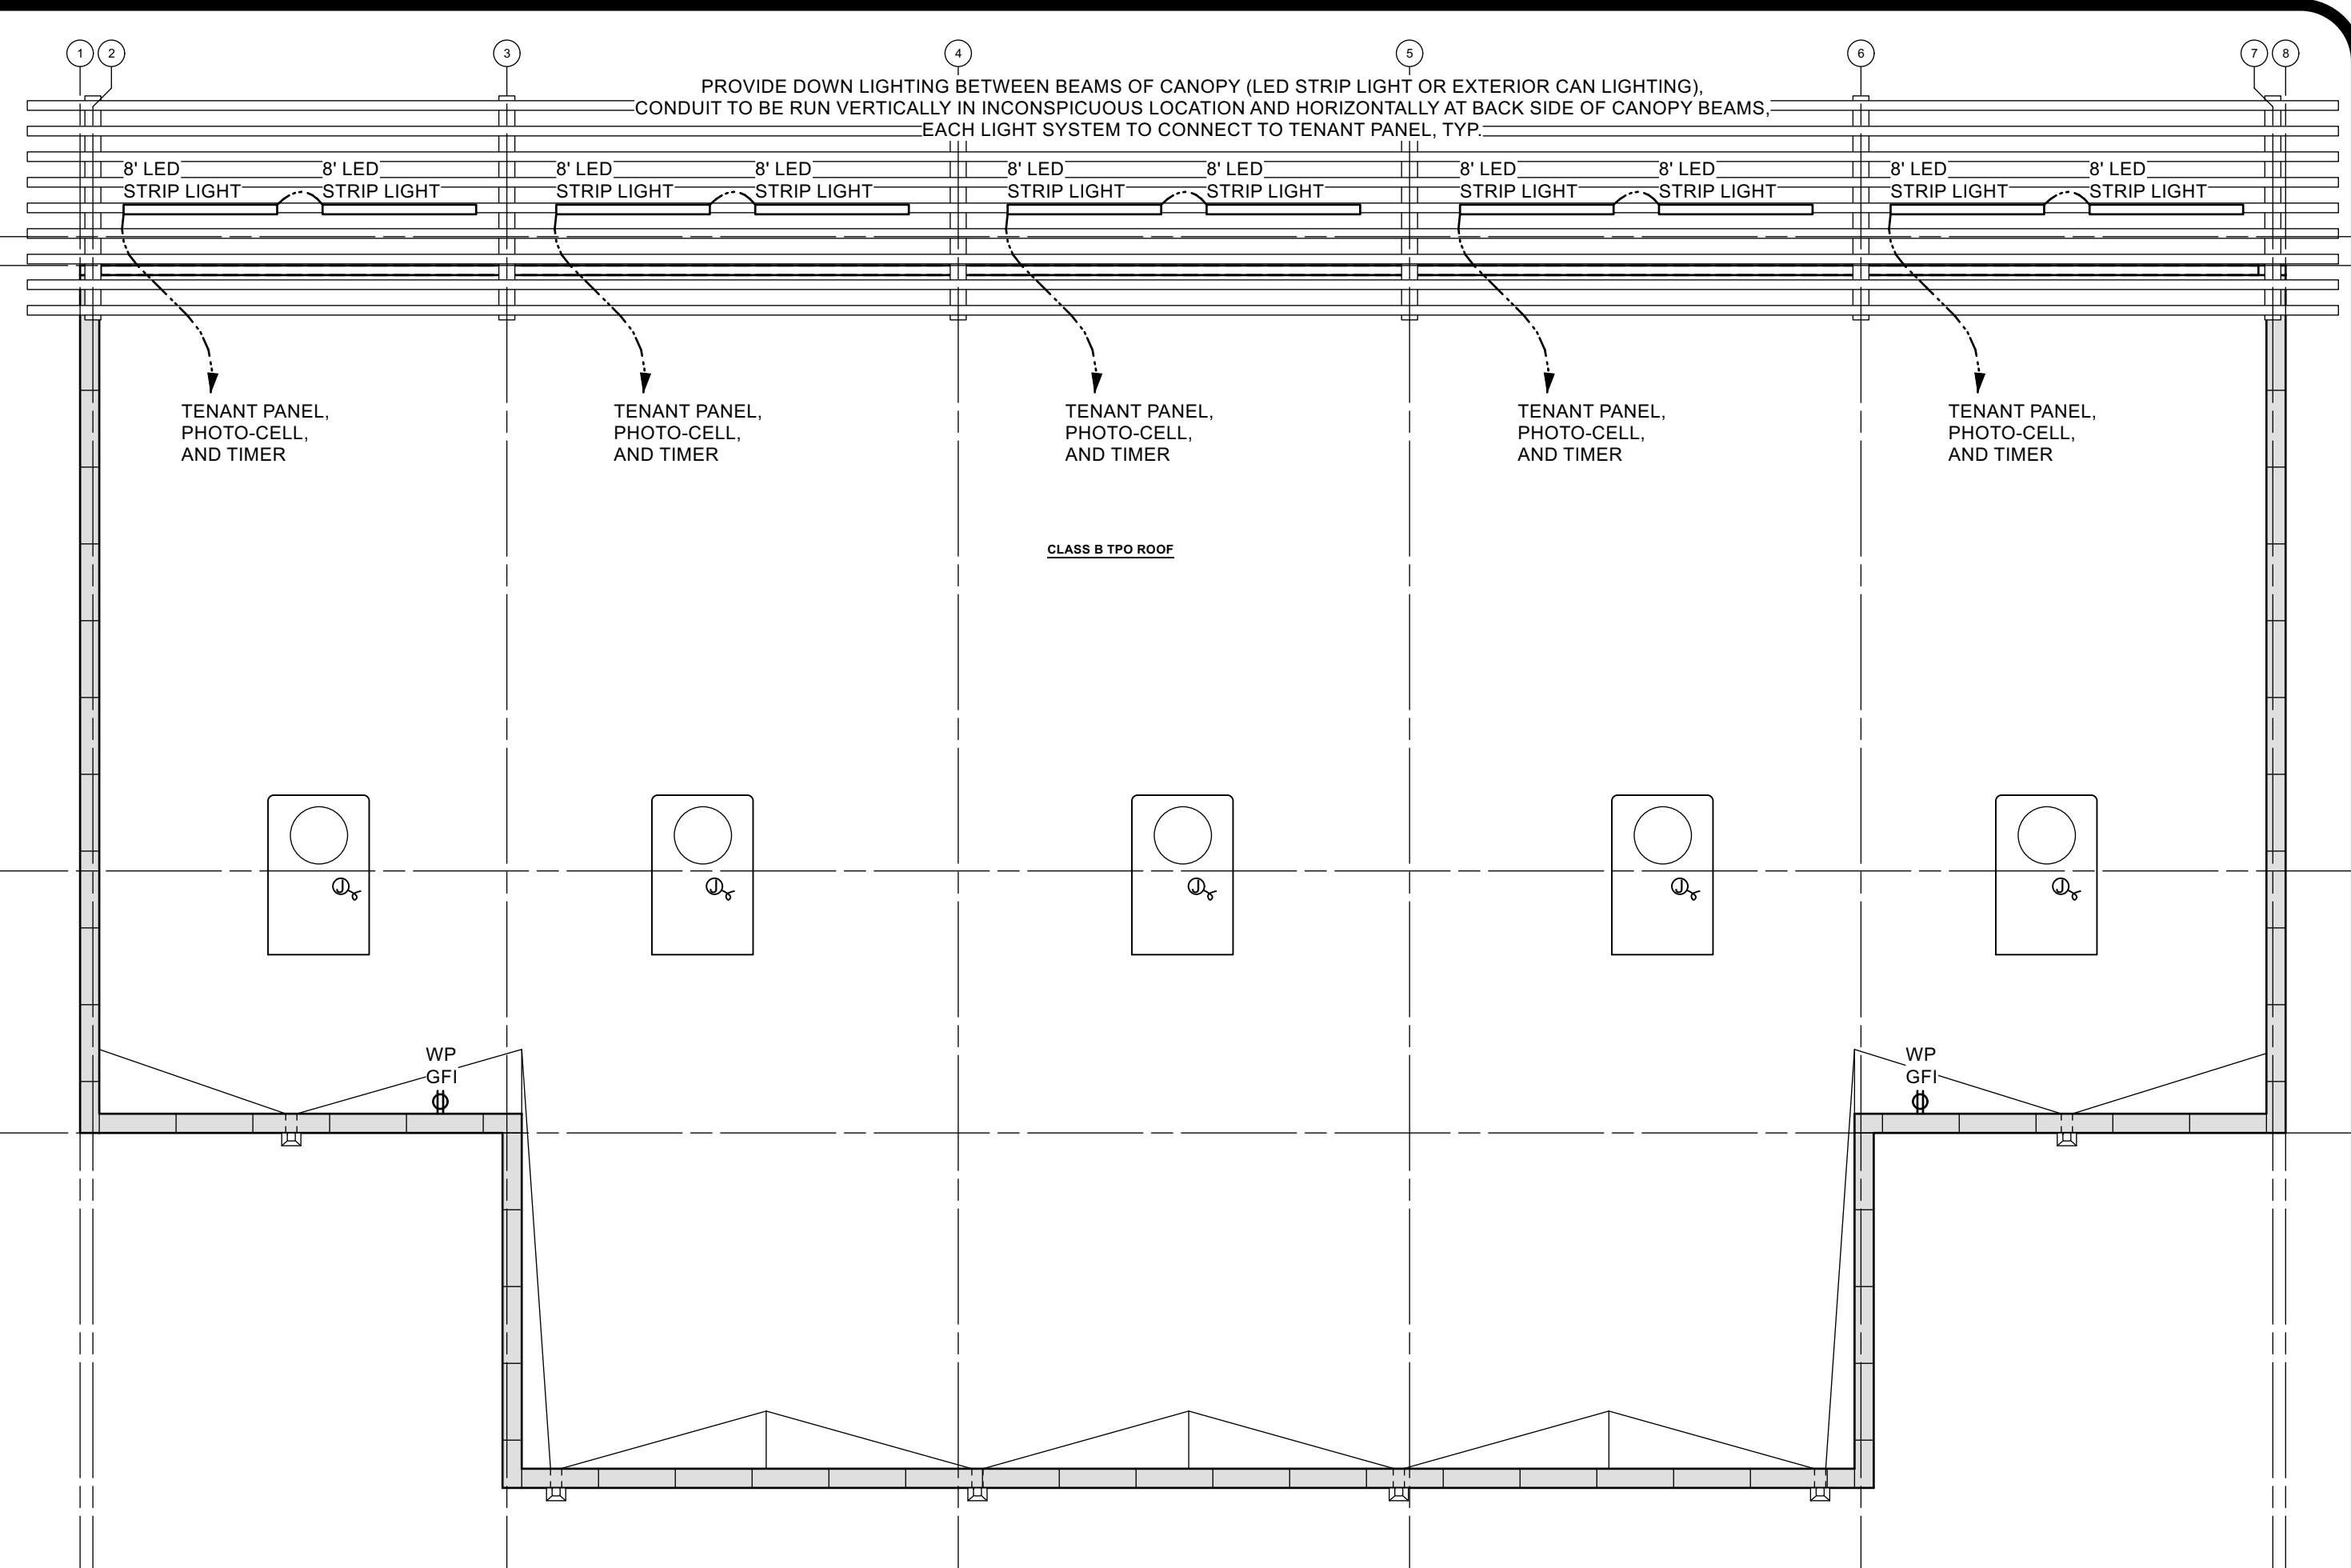 1 2 3 4 5 6 7 8
PROVIDE DOWN LIGHTING BETWEEN BEAMS OF CANOPY (LED STRIP LIGHT OR EXTERIOR CAN LIGHTING),
CONDUIT TO BE RUN VERTICALLY IN INCONSPICUOUS LOCATION AND HORIZONTALLY AT BACK SIDE OF CANOPY BEAMS,
EACH LIGHT SYSTEM TO CONNECT TO TENANT PANEL, TYP.
8' LED
STRIP LIGHT
8' LED
STRIP LIGHT
8' LED
STRIP LIGHT
8' LED
STRIP LIGHT
8' LED
STRIP LIGHT
8' LED
STRIP LIGHT
8' LED
STRIP LIGHT
8' LED
STRIP LIGHT
8' LED
STRIP LIGHT
8' LED
STRIP LIGHT
TENANT PANEL,
PHOTO-CELL,
AND TIMER
TENANT PANEL,
PHOTO-CELL,
AND TIMER
TENANT PANEL,
PHOTO-CELL,
AND TIMER
TENANT PANEL,
PHOTO-CELL,
AND TIMER
TENANT PANEL,
PHOTO-CELL,
AND TIMER
CLASS B TPO ROOF
J
J
J
J
J
WP
GFI
WP
GFI